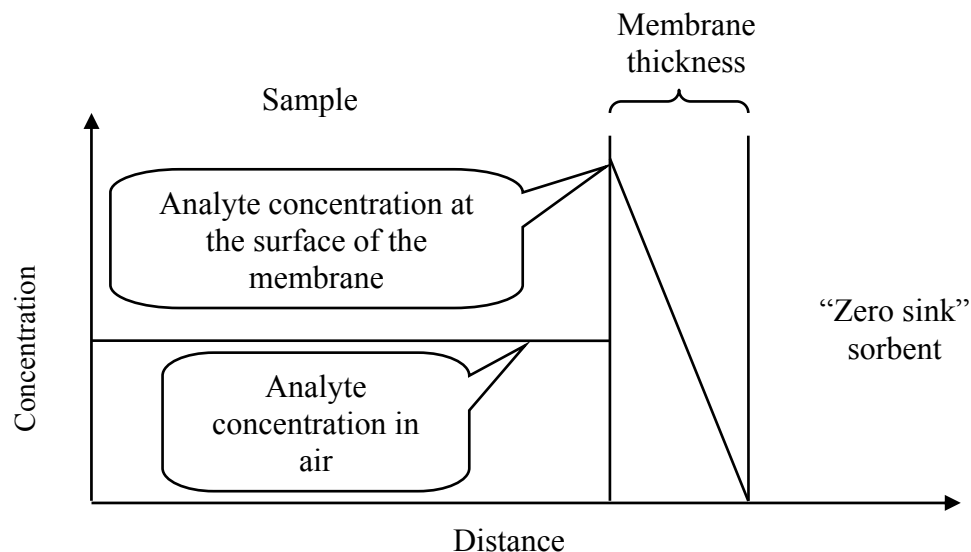 Membrane
thickness
Sample
Analyte concentration at
the surface of the
membrane
“Zero sink”
sorbent
Concentration
Analyte
concentration in
air
Distance